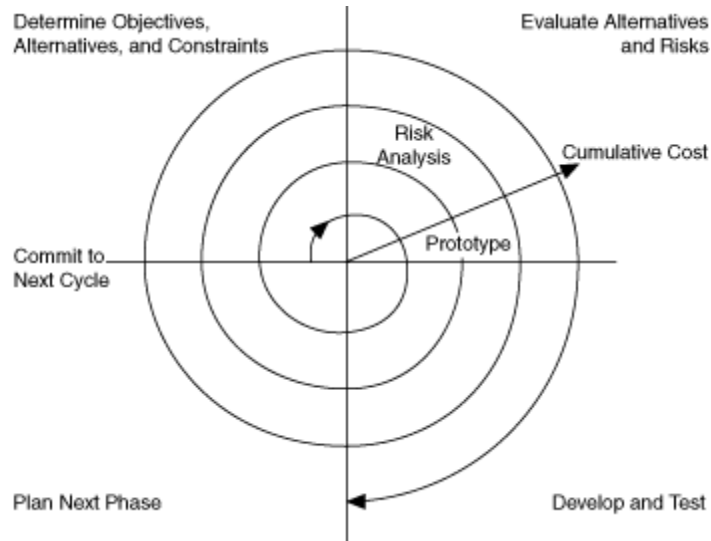 Determine Objectives,
Alternatives, and Constraints
Evaluate Alternatives
and Risks
Risk
Analysis
Cumulative Cost
Prototype
Commit to
Next Cycle
Plan Next Phase
Develop and Test